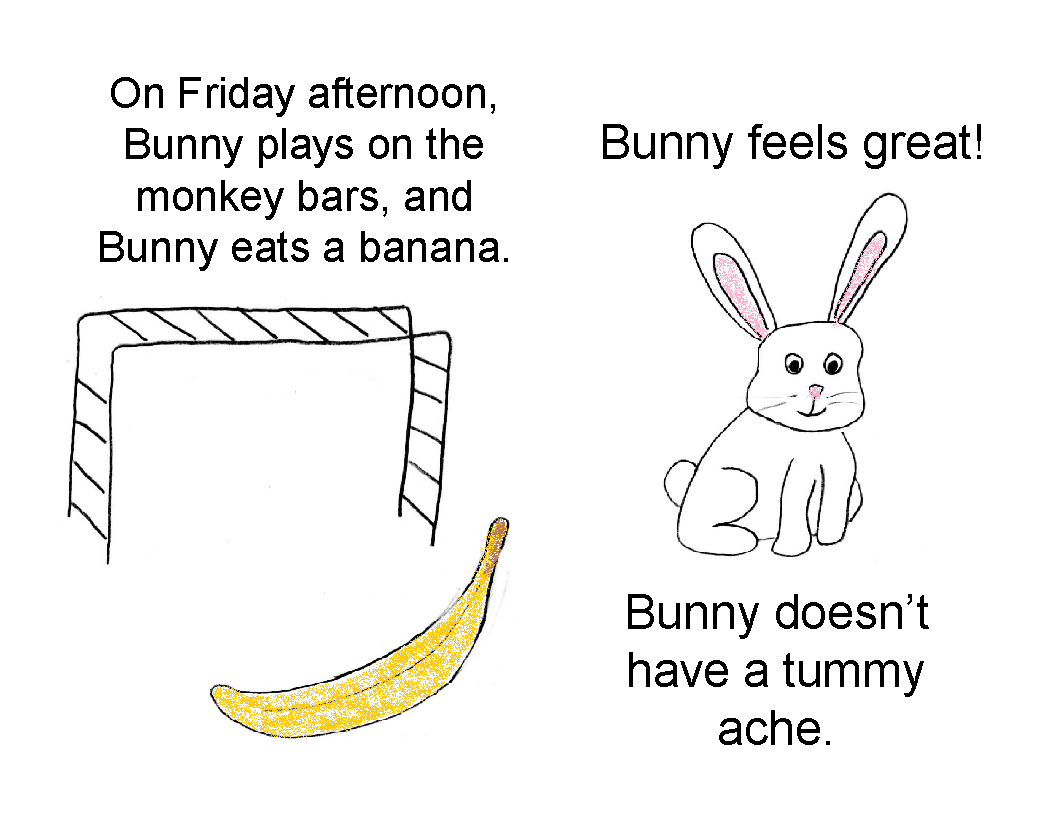 On Friday afternoon,
Bunny plays on the
monkey bars, and
Bunny eats a banana.
Bunny feels great!
Bunny doesn’t
have a tummy
ache.